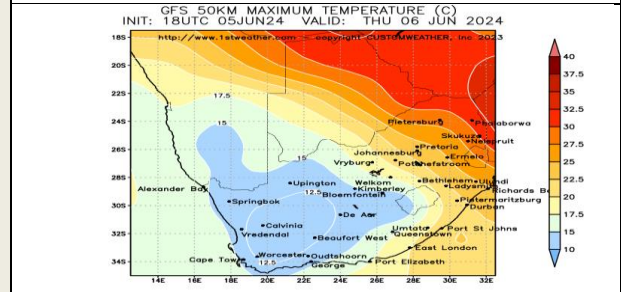 GFS 50KM MAXIMUM TEMPERATURE (C)
INIT: 18UTC 05JUN24 VALID: THU 06 JUN 2024
http://www.1stweather.com -- copyright CUSTOMWEATHER, Inc 2023
18S
20S
22S
24S
26S
28S
30S
32S
34S
14E 16E 18E 20E 22E 24E 26E 28E 30E 32E
17.5
15
15
12.5
12.5
Pietersburg
Phalaborwa
Skukuza
Nelspruit
Pretoria
Johannesburg
Ermelo
Vryburg
Potchefstroom
Welkom
Bethlehem
Ulundi
Upington
Kimberley
Ladysmith
Alexander Bay
Bloemfontein
Richards Ba
Springbok
Pietermaritzburg
Durban
De Aar
Calvinia
Umtata
Port St Johns
Vredendal
Queenstown
Beaufort West
East London
Worcester
Oudtshoorn
Cape Town
George
Port Elizabeth
40
37.5
35
32.5
30
27.5
25
22.5
20
17.5
15
10